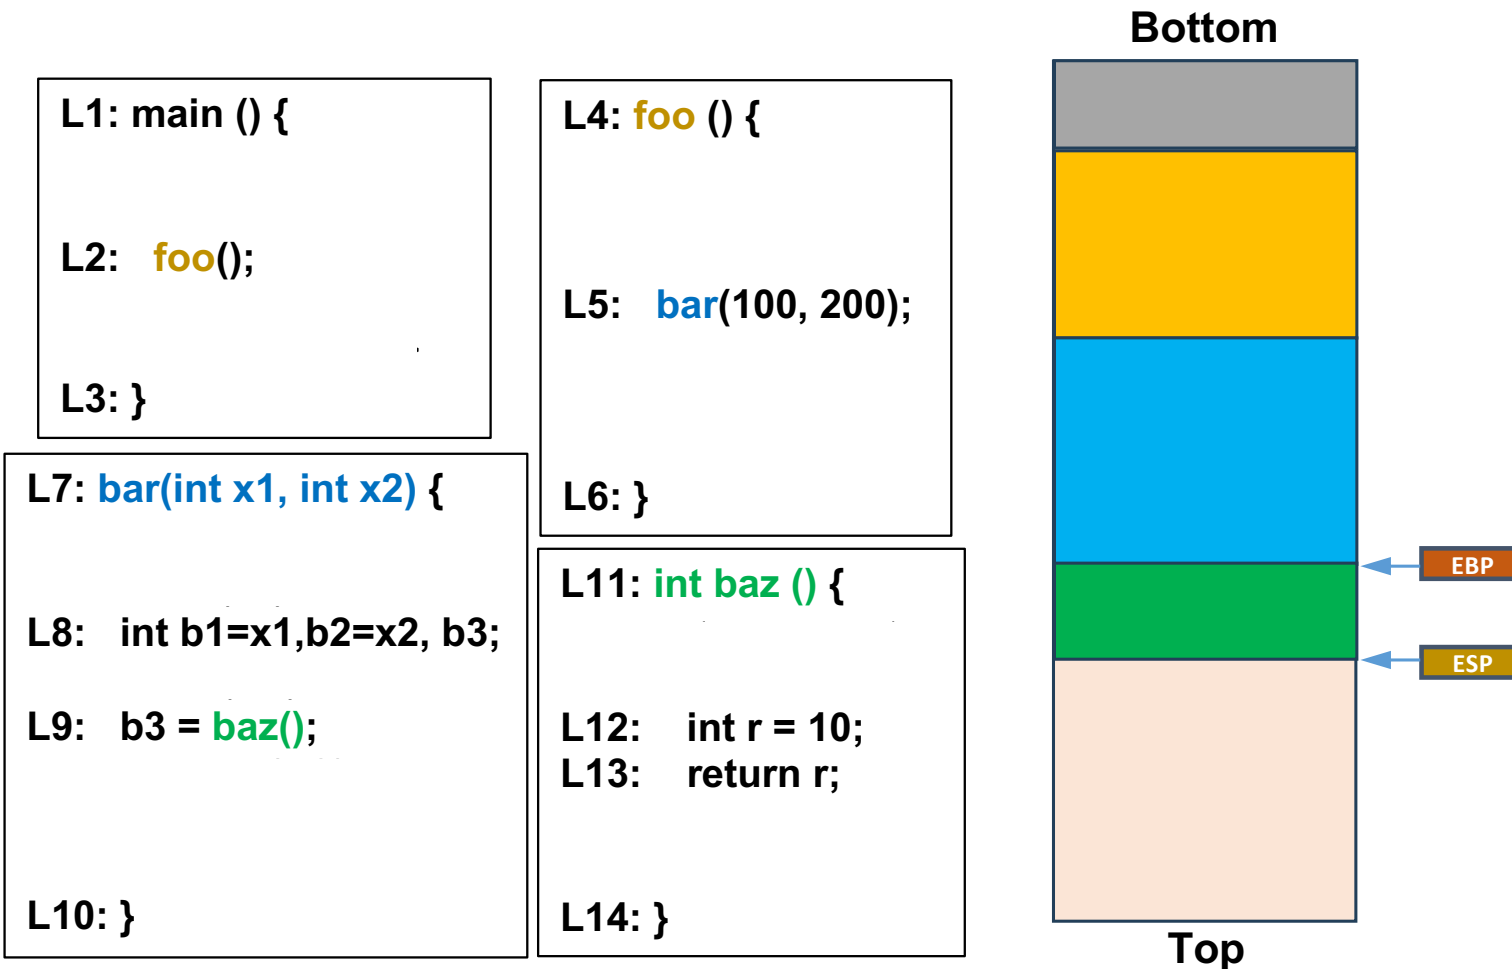 L1: main () {
L2: foo();
L3: }
L4: foo () {
L5: bar(100, 200);
L6: }
L7: bar(int x1, int x2) {
L8: int b1=x1,b2=x2, b3;
L9: b3 = baz();
L10: }
L11: int baz () {
L12: int r = 10;
L13: return r;
L14: }
Bottom
EBP
ESP
Top